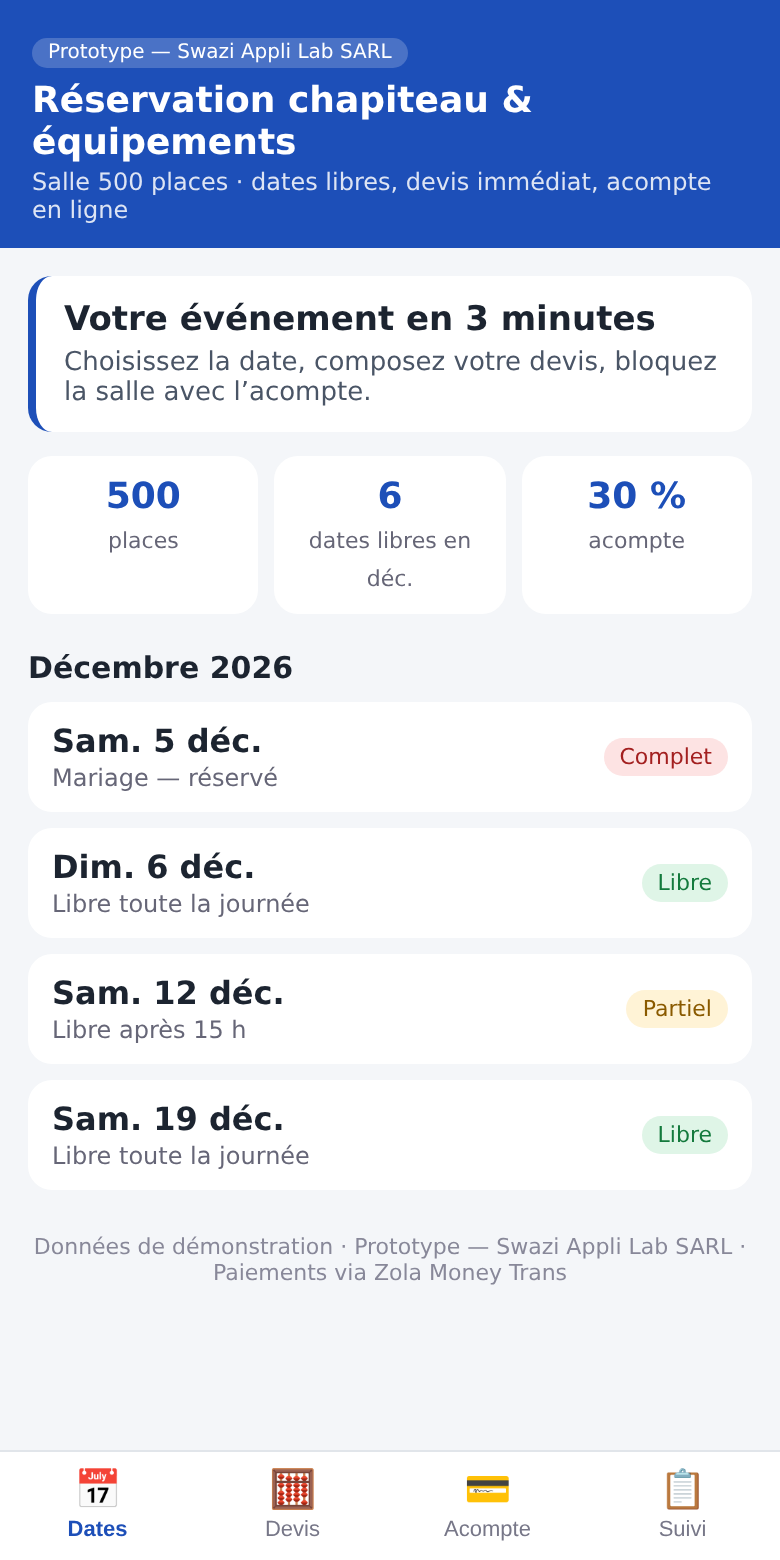 Prototype — Swazi Appli Lab SARL
Réservation chapiteau &
équipements
Salle 500 places · dates libres, devis immédiat, acompte
en ligne
Votre événement en 3 minutes
Choisissez la date, composez votre devis, bloquez
la salle avec l’acompte.
500
places
6
dates libres en
déc.
30 %
acompte
Décembre 2026
Sam. 5 déc.
Mariage — réservé
Complet
Dim. 6 déc.
Libre toute la journée
Libre
Sam. 12 déc.
Libre après 15 h
Partiel
Sam. 19 déc.
Libre toute la journée
Libre
Données de démonstration · Prototype — Swazi Appli Lab SARL ·
Paiements via Zola Money Trans
July
17
Dates
Devis
Acompte
Suivi